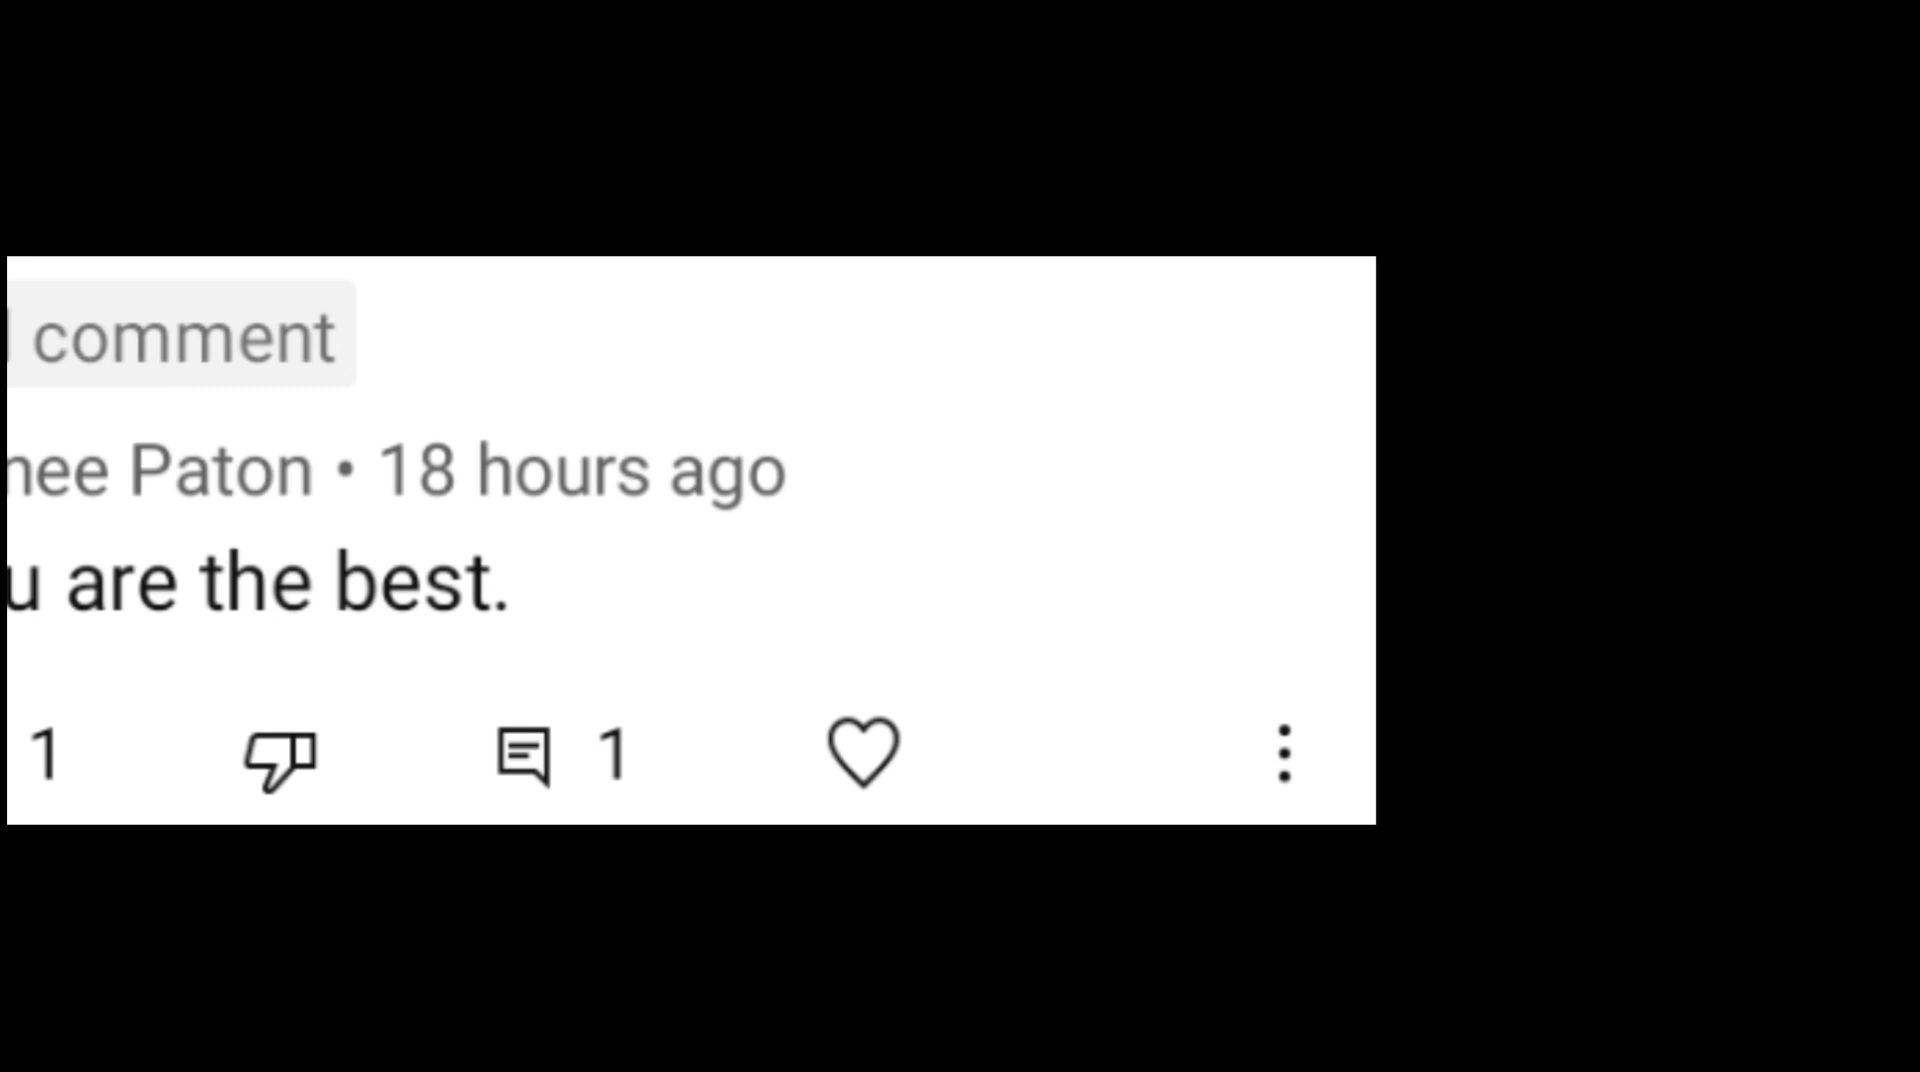 comment
nee Paton • 18 hours ago
u are the best.
1 1